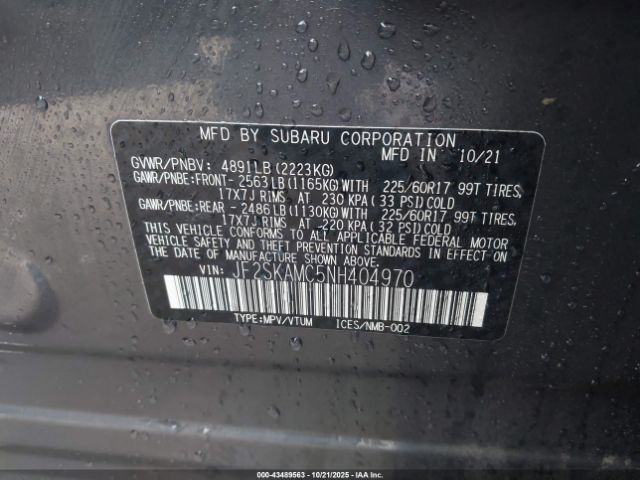 MFD BY SUBARU CORPORATION
MFD IN 10/21
GVWR/PNBV: 4891LB (2223KG)
GAWR/PNBE:FRONT- 2563LB (1165KG)WITH 225/60R17 99T TIRES,
17X7J RIMS AT 230 KPA (33 PSI)COLD
GAWR/PNBE:REAR -2486LB (1130KG)WITH 225/60R17 99T TIRES,
17X7J RIMS AT 220 KPA (32 PSI)COLD
THIS VEHICLE CONFORMS TO ALL APPLICABLE FEDERAL MOTOR
VEHICLE SAFETY AND THEFT PREVENTION STANDARDS IN EFFECT ON
THE DATE OF MANUFACTURE SHOWN ABOVE.
VIN: JF2SKAMC5NH404970
TYPE:MPV/VTUM ICES/NMB-002
000-43489563 - 10/21/2025 - IAAI.COM